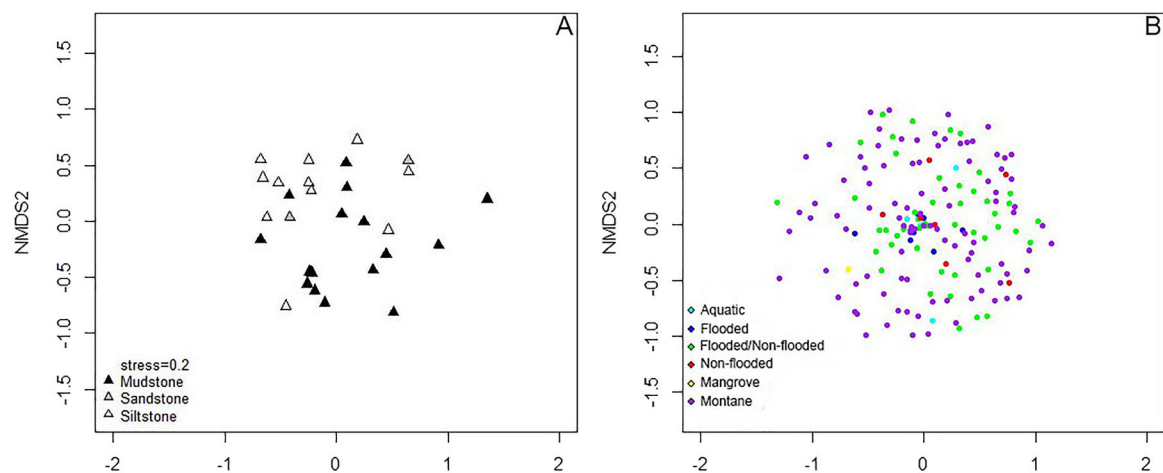 A
NMDS2
1.5
1.0
0.5
0.0
-0.5
-1.0
-1.5
stress=0.2
Mudstone
Sandstone
Siltstone
-2 -1 0 1 2
B
NMDS2
1.5
1.0
0.5
0.0
-0.5
-1.0
-1.5
Aquatic
Flooded
Flooded/Non-flooded
Non-flooded
Mangrove
Montane
-2 -1 0 1 2